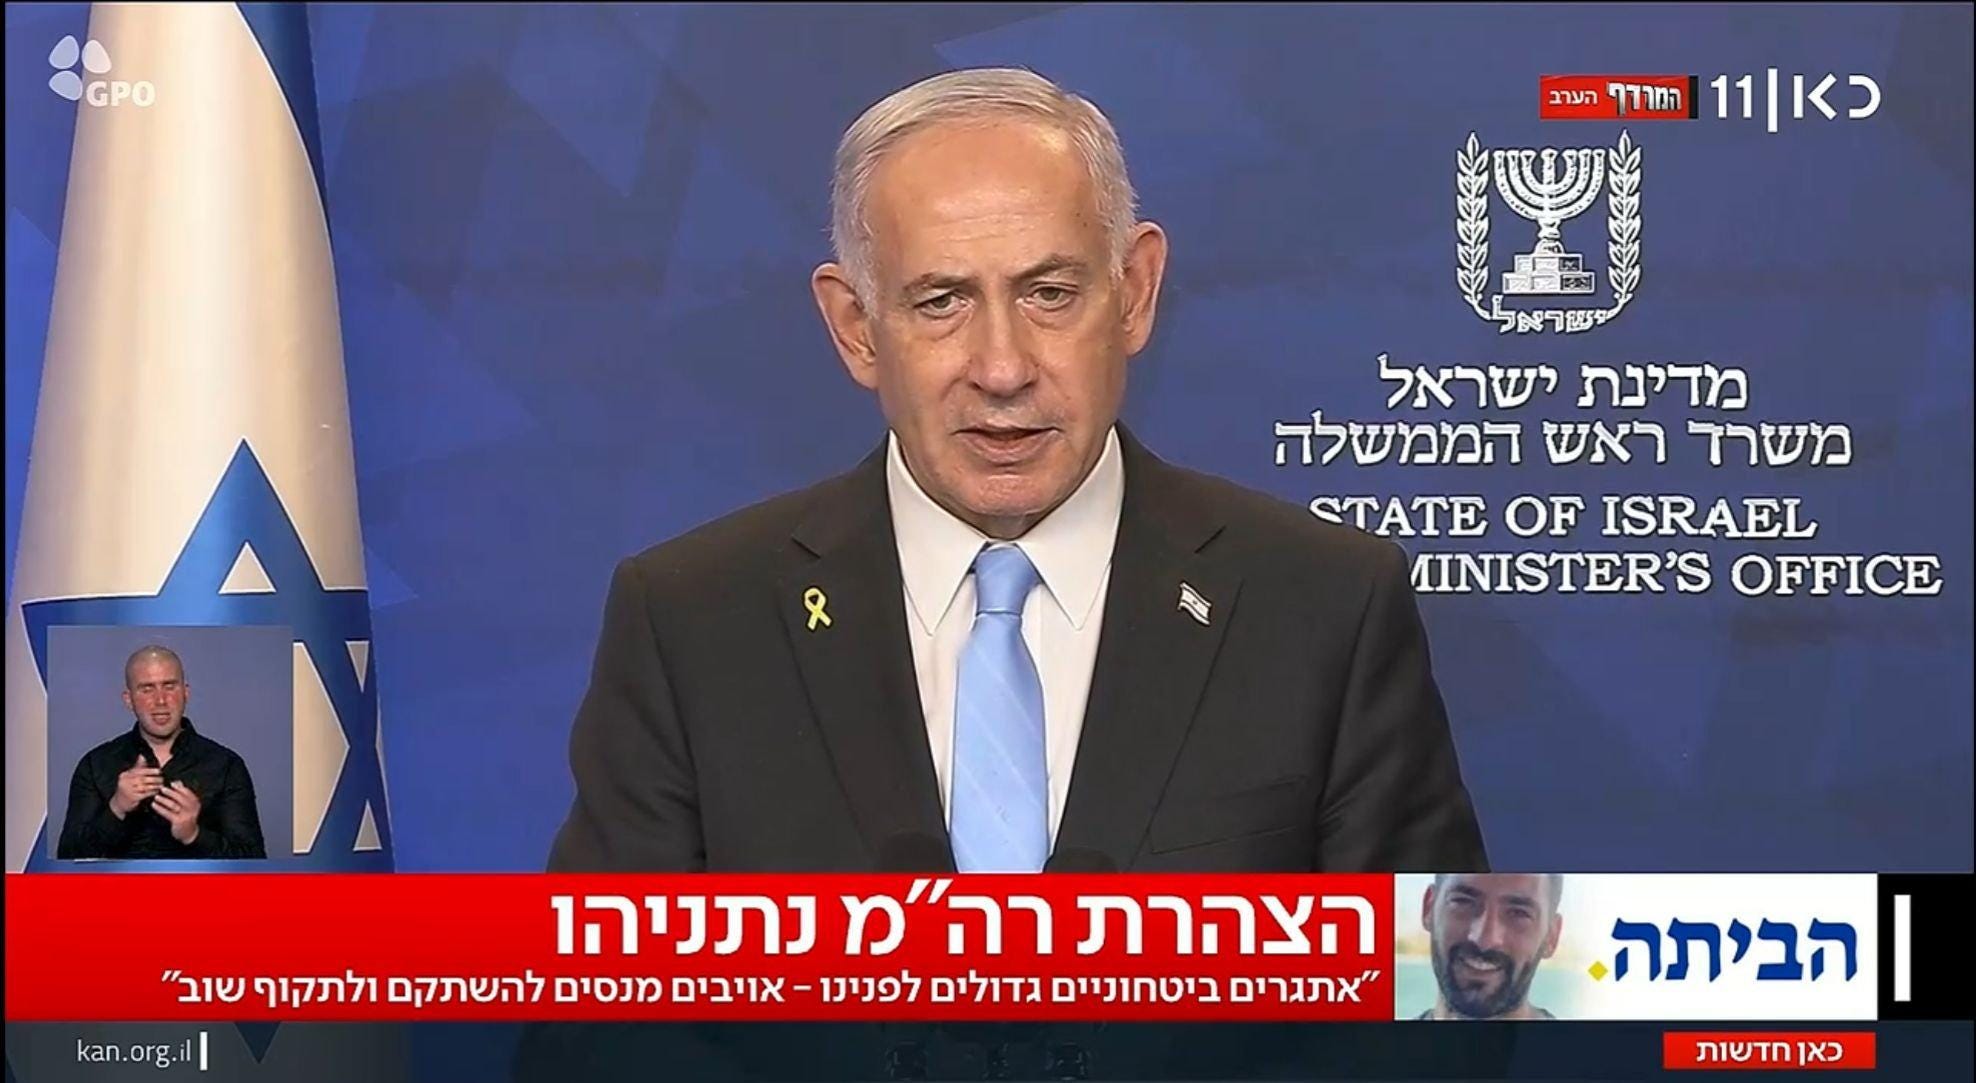 GPO
כאן 11
המרדף הערב
ישראל
מדינת ישראל
משרד ראש הממשלה
STATE OF ISRAEL
MINISTER'S OFFICE
הצהרת רה"מ נתניהו
"אתגרים ביטחוניים גדולים לפנינו - אויבים מנסים להשתקם ולתקוף שוב"
הביתה.
כאן חדשות
kan.org.il